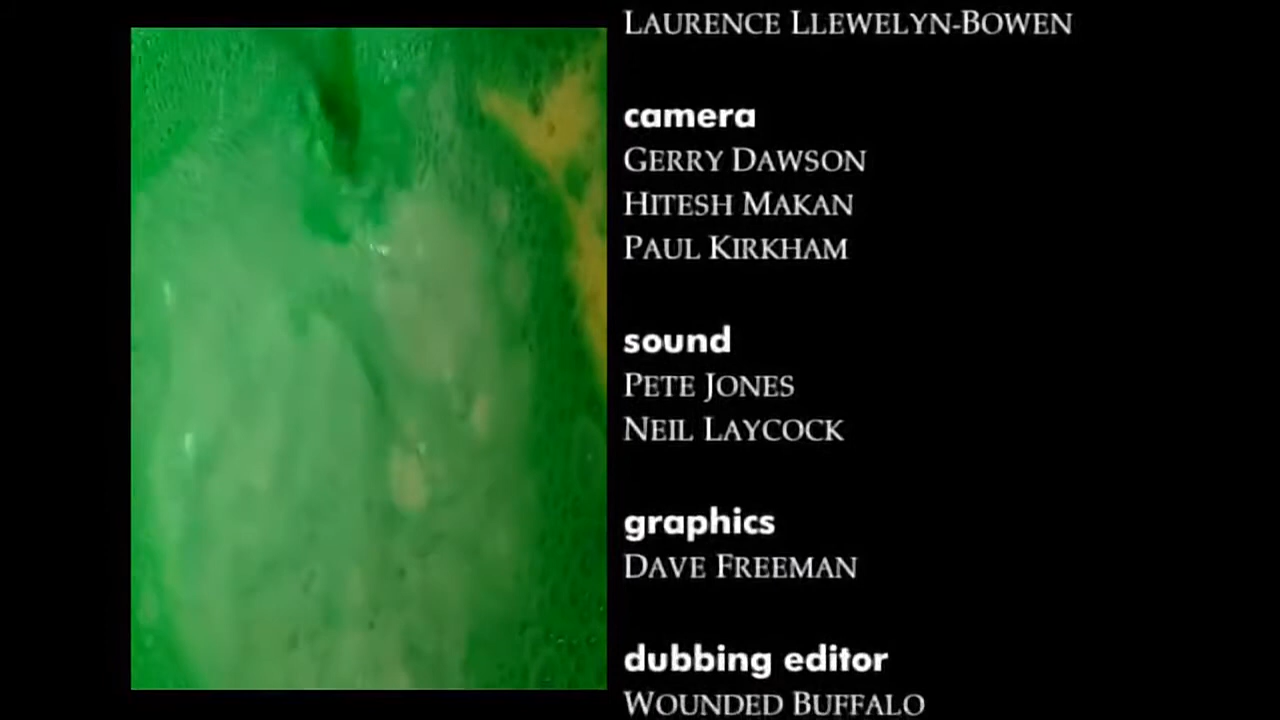 LAURENCE LLEWELYN-BOWEN
camera
GERRY DAWSON
HITESH MAKAN
PAUL KIRKHAM
sound
PETE JONES
NEIL LAYCOCK
graphics
DAVE FREEMAN
dubbing editor
WOUNDED BUFFALO